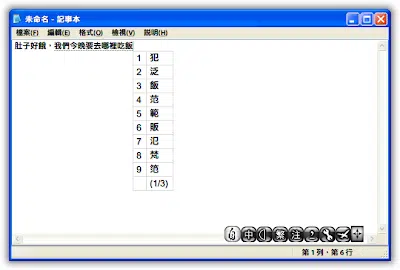 未命名 - 記事本
檔案(F) 編輯(E) 格式(O) 檢視(V) 說明(H)
肚子好餓，我們今晚要去哪裡吃飯
1 犯
2 泛
3 飯
4 范
5 範
6 販
7 氾
8 梵
9 笵
(1/3)
中 繁 注
第 1 列，第 6 行